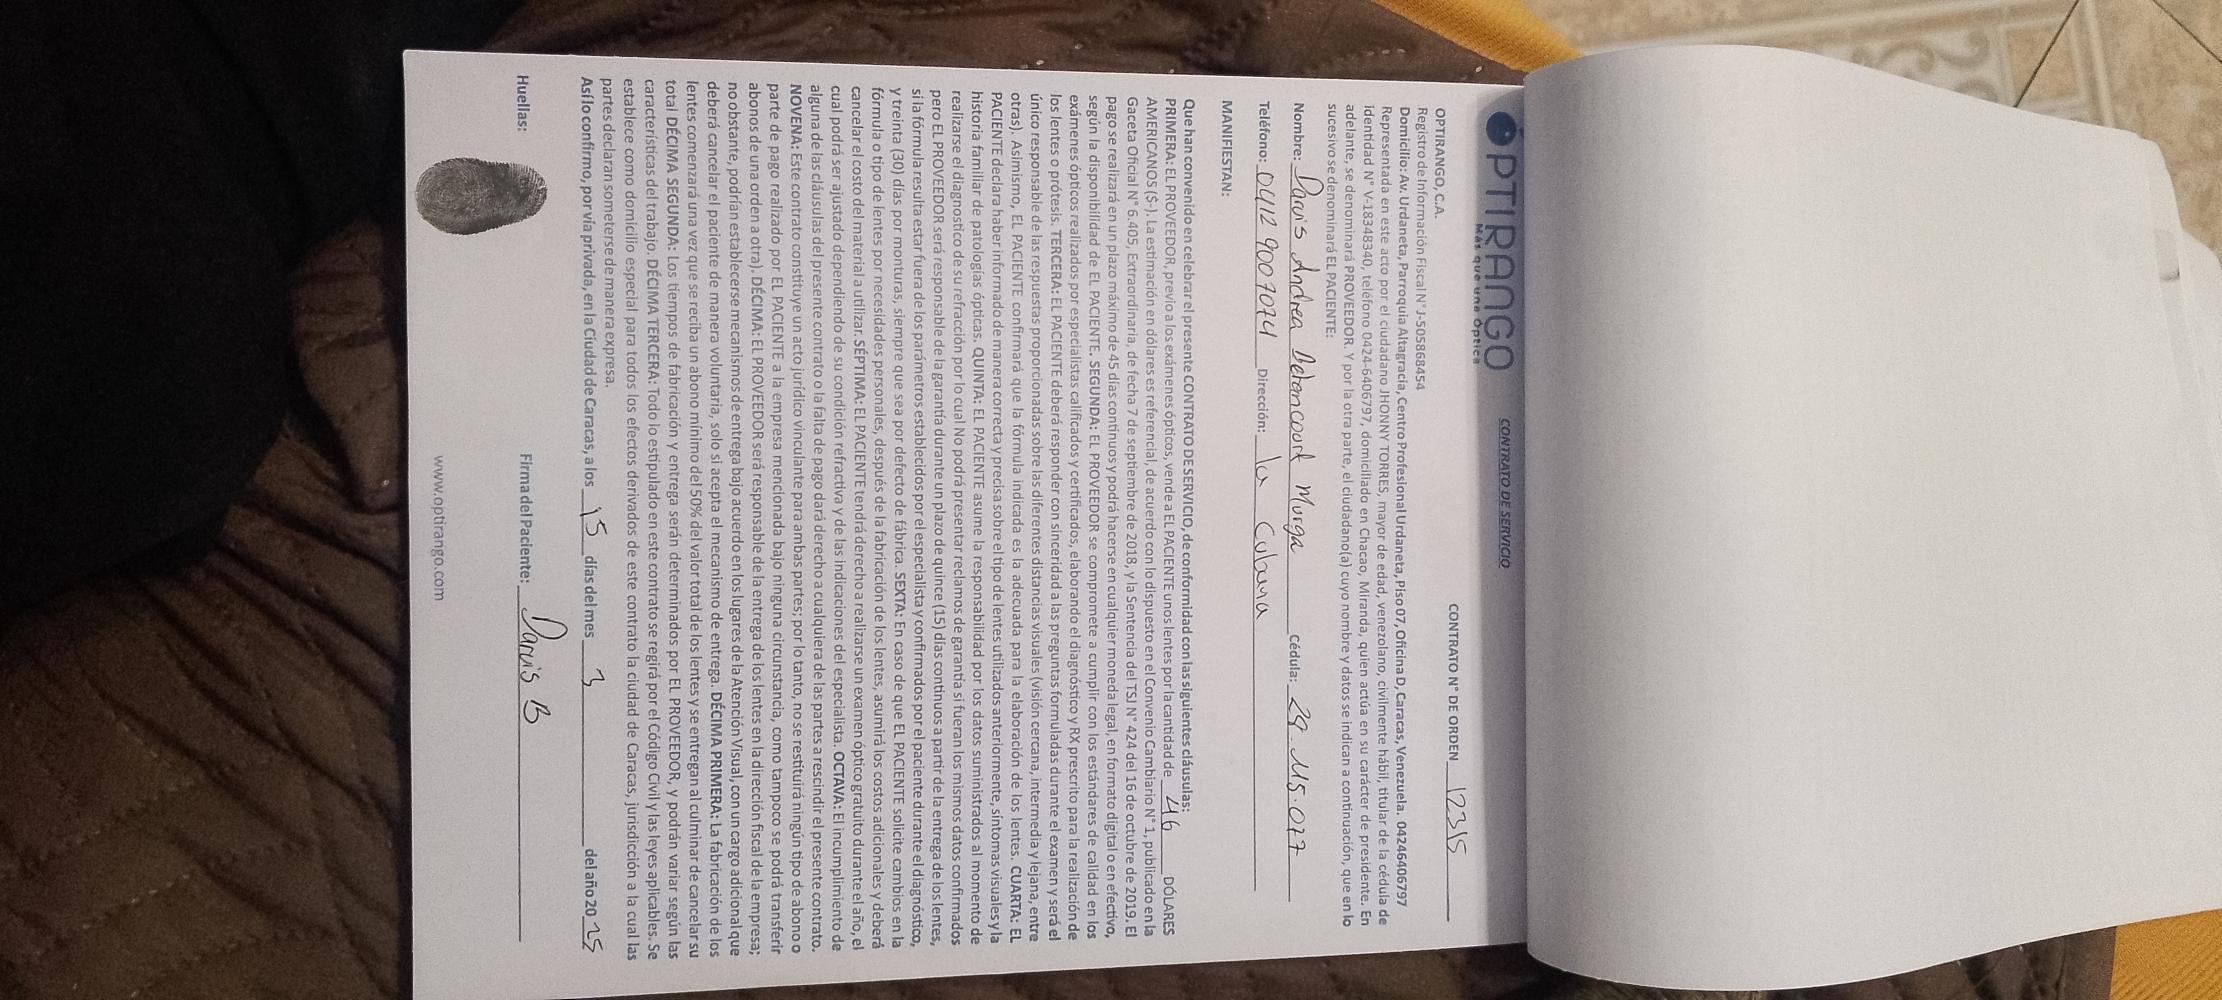 OPTIRANGO
Más que una Óptica
CONTRATO DE SERVICIO
CONTRATO N° DE ORDEN 12315
OPTIRANGO, C.A.
Registro de Información Fiscal N° J-505868454
Domicilio: Av. Urdaneta, Parroquia Altagracia, Centro Profesional Urdaneta, Piso 07, Oficina D, Caracas, Venezuela. 04246406797
Representada en este acto por el ciudadano JHONNY TORRES, mayor de edad, venezolano, civilmente hábil, titular de la cédula de
identidad N° V-18348340, teléfono 0424-6406797, domiciliado en Chacao, Miranda, quien actúa en su carácter de presidente. En
adelante, se denominará PROVEEDOR. Y por la otra parte, el ciudadano(a) cuyo nombre y datos se indican a continuación, que en lo
sucesivo se denominará EL PACIENTE:
Nombre: Darvis Andrea Betancourt Murga Cédula: 29.115.077
Teléfono: 0412 9007074 Dirección: la Cubana
MANIFIESTAN:
Que han convenido en celebrar el presente CONTRATO DE SERVICIO, de conformidad con las siguientes cláusulas:
PRIMERA: EL PROVEEDOR, previo a los exámenes ópticos, vende a EL PACIENTE unos lentes por la cantidad de 46 DÓLARES
AMERICANOS ($-). La estimación en dólares es referencial, de acuerdo con lo dispuesto en el Convenio Cambiario N° 1, publicado en la
Gaceta Oficial N° 6.405, Extraordinaria, de fecha 7 de septiembre de 2018, y la Sentencia del TSJ N° 424 del 16 de octubre de 2019. El
pago se realizará en un plazo máximo de 45 días continuos y podrá hacerse en cualquier moneda legal, en formato digital o en efectivo,
según la disponibilidad de EL PACIENTE. SEGUNDA: EL PROVEEDOR se compromete a cumplir con los estándares de calidad en los
exámenes ópticos realizados por especialistas calificados y certificados, elaborando el diagnóstico y RX prescrito para la realización de
los lentes o prótesis. TERCERA: EL PACIENTE deberá responder con sinceridad a las preguntas formuladas durante el examen y será el
único responsable de las respuestas proporcionadas sobre las diferentes distancias visuales (visión cercana, intermedia y lejana, entre
otras). Asimismo, EL PACIENTE confirmará que la fórmula indicada es la adecuada para la elaboración de los lentes. CUARTA: EL
PACIENTE declara haber informado de manera correcta y precisa sobre el tipo de lentes utilizados anteriormente, síntomas visuales y la
historia familiar de patologías ópticas. QUINTA: EL PACIENTE asume la responsabilidad por los datos suministrados al momento de
realizarse el diagnostico de su refracción por lo cual No podrá presentar reclamos de garantía si fueran los mismos datos confirmados
pero EL PROVEEDOR será responsable de la garantía durante un plazo de quince (15) días continuos a partir de la entrega de los lentes,
si la fórmula resulta estar fuera de los parámetros establecidos por el especialista y confirmados por el paciente durante el diagnóstico,
y treinta (30) días por monturas, siempre que sea por defecto de fábrica. SEXTA: En caso de que EL PACIENTE solicite cambios en la
fórmula o tipo de lentes por necesidades personales, después de la fabricación de los lentes, asumirá los costos adicionales y deberá
cancelar el costo del material a utilizar. SÉPTIMA: EL PACIENTE tendrá derecho a realizarse un examen óptico gratuito durante el año, el
cual podrá ser ajustado dependiendo de su condición refractiva y de las indicaciones del especialista. OCTAVA: El incumplimiento de
alguna de las cláusulas del presente contrato o la falta de pago dará derecho a cualquiera de las partes a rescindir el presente contrato.
NOVENA: Este contrato constituye un acto jurídico vinculante para ambas partes; por lo tanto, no se restituirá ningún tipo de abono o
parte de pago realizado por EL PACIENTE a la empresa mencionada bajo ninguna circunstancia, como tampoco se podrá transferir
abonos de una orden a otra). DÉCIMA: EL PROVEEDOR será responsable de la entrega de los lentes en la dirección fiscal de la empresa;
no obstante, podrían establecerse mecanismos de entrega bajo acuerdo en los lugares de la Atención Visual, con un cargo adicional que
deberá cancelar el paciente de manera voluntaria, solo si acepta el mecanismo de entrega. DÉCIMA PRIMERA: La fabricación de los
lentes comenzará una vez que se reciba un abono mínimo del 50% del valor total de los lentes y se entregan al culminar de cancelar su
total DÉCIMA SEGUNDA: Los tiempos de fabricación y entrega serán determinados por EL PROVEEDOR, y podrán variar según las
características del trabajo. DÉCIMA TERCERA: Todo lo estipulado en este contrato se regirá por el Código Civil y las leyes aplicables. Se
establece como domicilio especial para todos los efectos derivados de este contrato la ciudad de Caracas, jurisdicción a la cual las
partes declaran someterse de manera expresa.
Así lo confirmo, por vía privada, en la Ciudad de Caracas, a los 15 días del mes 3 del año 2025
Huellas: Firma del Paciente: Darvis B
www.optirango.com